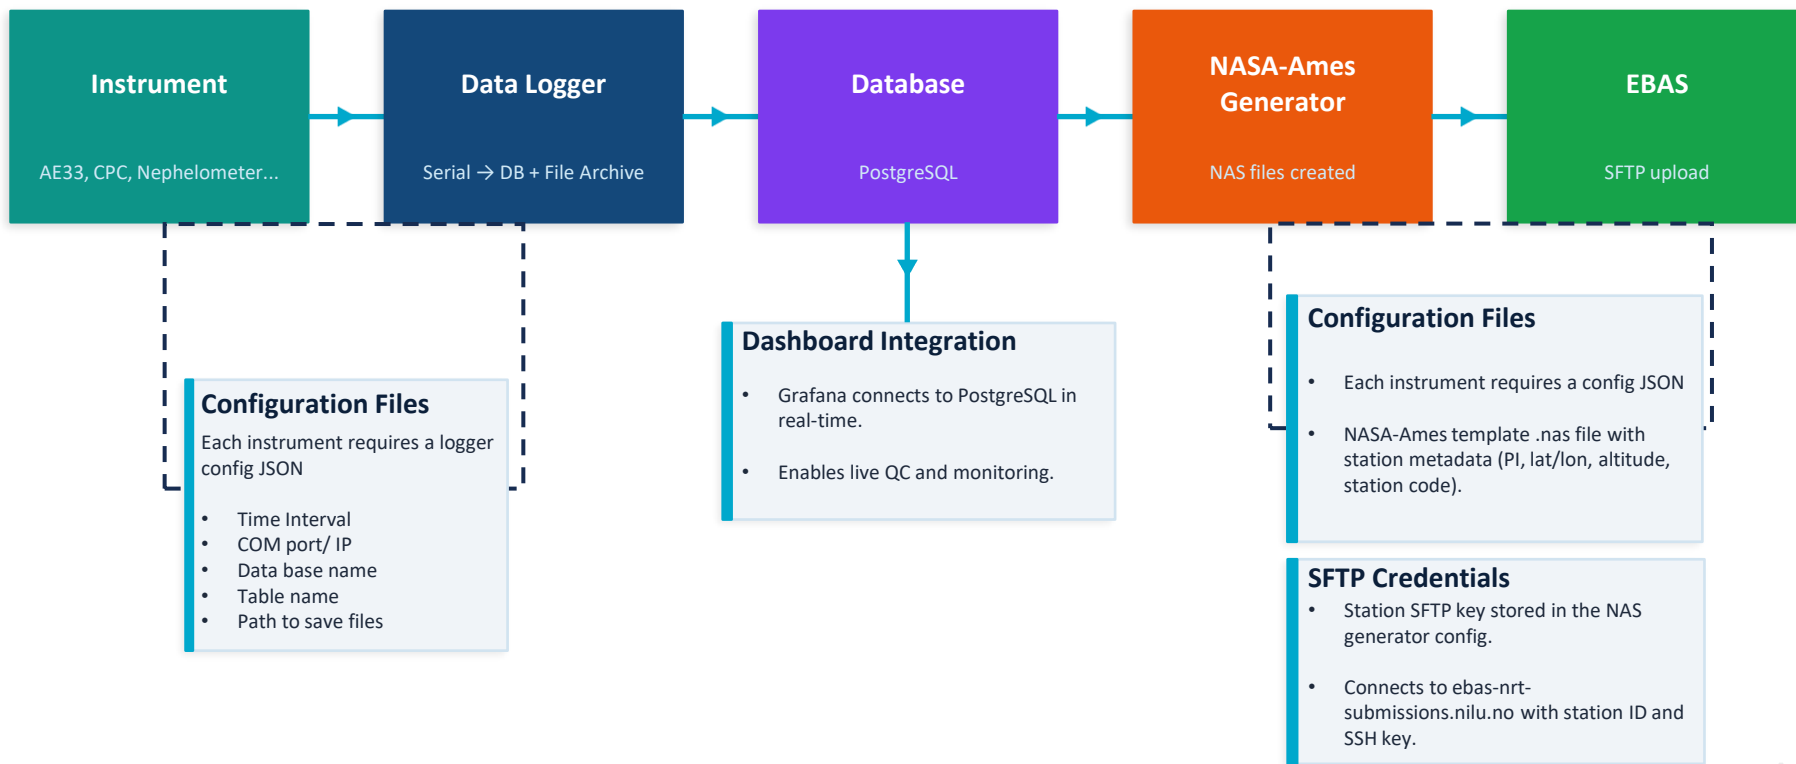 Instrument
AE33, CPC, Nephelometer...
Data Logger
Serial → DB + File Archive
Database
PostgreSQL
NASA-Ames
Generator
NAS files created
EBAS
SFTP upload
Configuration Files
Each instrument requires a logger
config JSON
• Time Interval
• COM port/ IP
• Data base name
• Table name
• Path to save files
Dashboard Integration
• Grafana connects to PostgreSQL in
real-time.
• Enables live QC and monitoring.
Configuration Files
• Each instrument requires a config JSON
• NASA-Ames template .nas file with
station metadata (PI, lat/lon, altitude,
station code).
SFTP Credentials
• Station SFTP key stored in the NAS
generator config.
• Connects to ebas-nrt-
submissions.nilu.no with station ID and
SSH key.